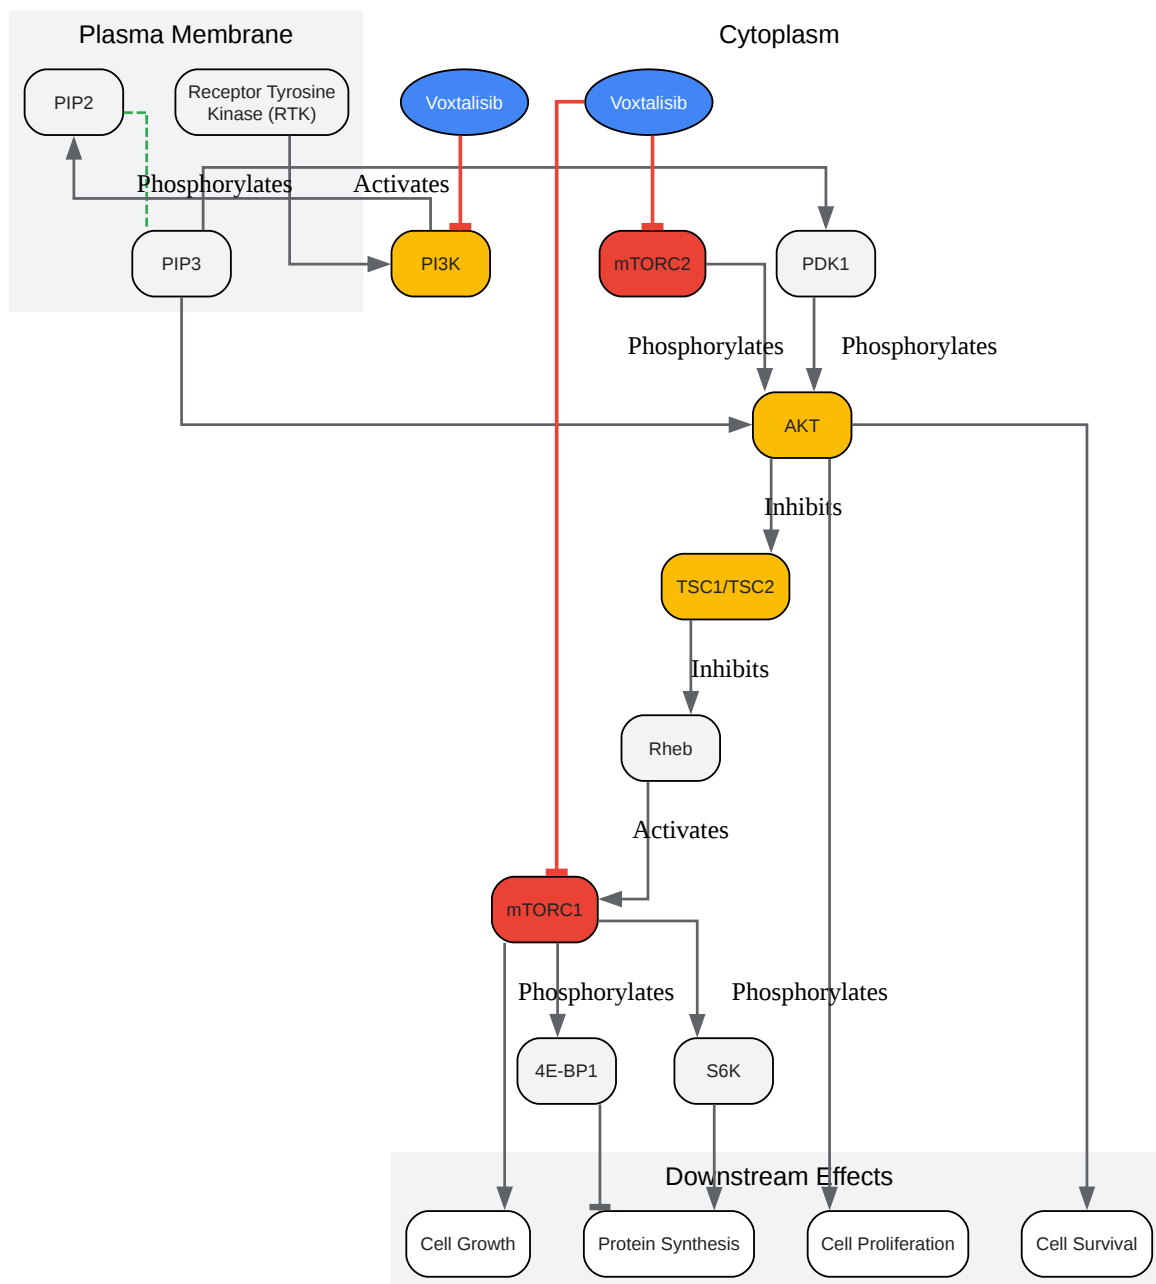 Plasma Membrane
Cytoplasm
PIP2
Receptor Tyrosine
Kinase (RTK)
Voxtalisib
Voxtalisib
Phosphorylates
Activates
PIP3
PI3K
mTORC2
PDK1
Phosphorylates
Phosphorylates
AKT
Inhibits
TSC1/TSC2
Inhibits
Rheb
Activates
mTORC1
Phosphorylates
Phosphorylates
4E-BP1
S6K
Downstream Effects
Cell Growth
Protein Synthesis
Cell Proliferation
Cell Survival